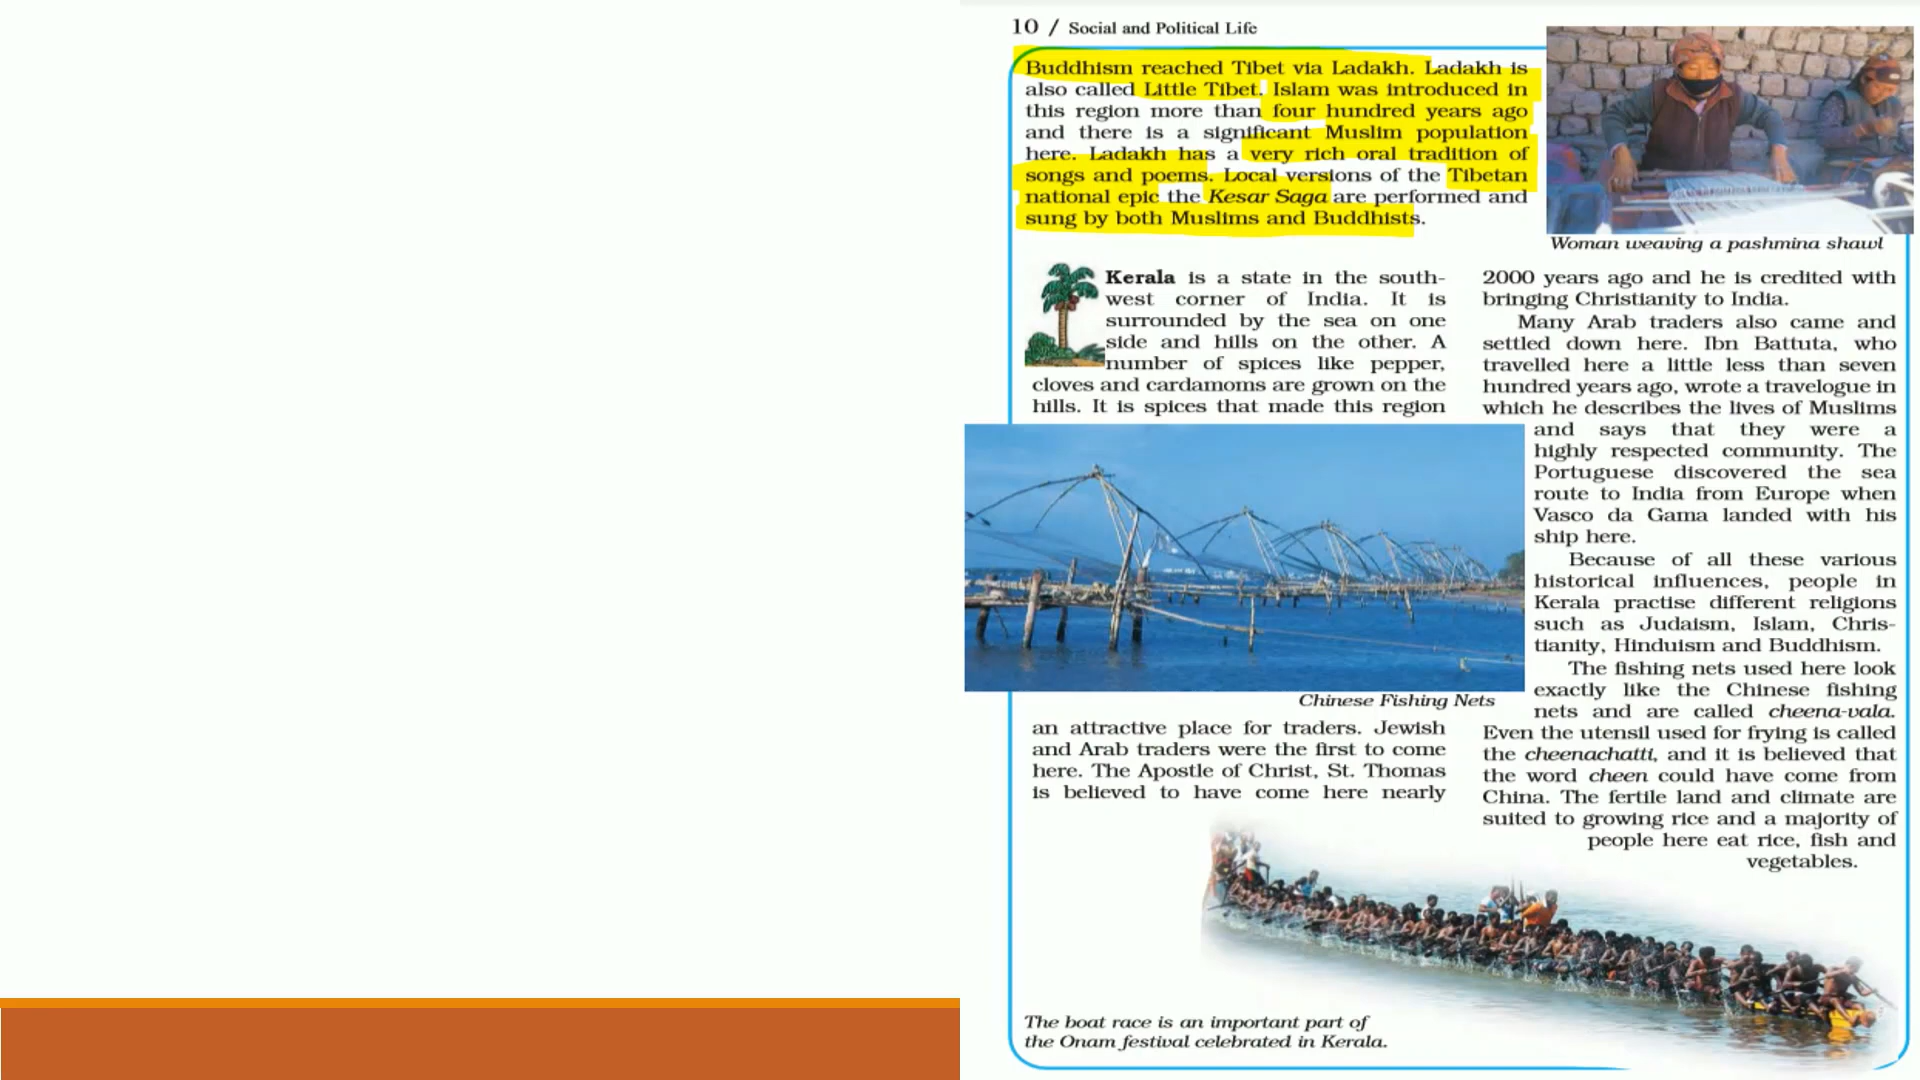 10 / Social and Political Life
Buddhism reached Tibet via Ladakh. Ladakh is
also called Little Tibet. Islam was introduced in
this region more than four hundred years ago
and there is a significant Muslim population
here. Ladakh has a very rich oral tradition of
songs and poems. Local versions of the Tibetan
national epic the Kesar Saga are performed and
sung by both Muslims and Buddhists.
Woman weaving a pashmina shawl
Kerala is a state in the south-
west corner of India. It is
surrounded by the sea on one
side and hills on the other. A
number of spices like pepper,
cloves and cardamoms are grown on the
hills. It is spices that made this region
Chinese Fishing Nets
an attractive place for traders. Jewish
and Arab traders were the first to come
here. The Apostle of Christ, St. Thomas
is believed to have come here nearly
2000 years ago and he is credited with
bringing Christianity to India.
Many Arab traders also came and
settled down here. Ibn Battuta, who
travelled here a little less than seven
hundred years ago, wrote a travelogue in
which he describes the lives of Muslims
and says that they were a
highly respected community. The
Portuguese discovered the sea
route to India from Europe when
Vasco da Gama landed with his
ship here.
Because of all these various
historical influences, people in
Kerala practise different religions
such as Judaism, Islam, Chris-
tianity, Hinduism and Buddhism.
The fishing nets used here look
exactly like the Chinese fishing
nets and are called cheena-vala.
Even the utensil used for frying is called
the cheenachatti, and it is believed that
the word cheen could have come from
China. The fertile land and climate are
suited to growing rice and a majority of
people here eat rice, fish and
vegetables.
The boat race is an important part of
the Onam festival celebrated in Kerala.